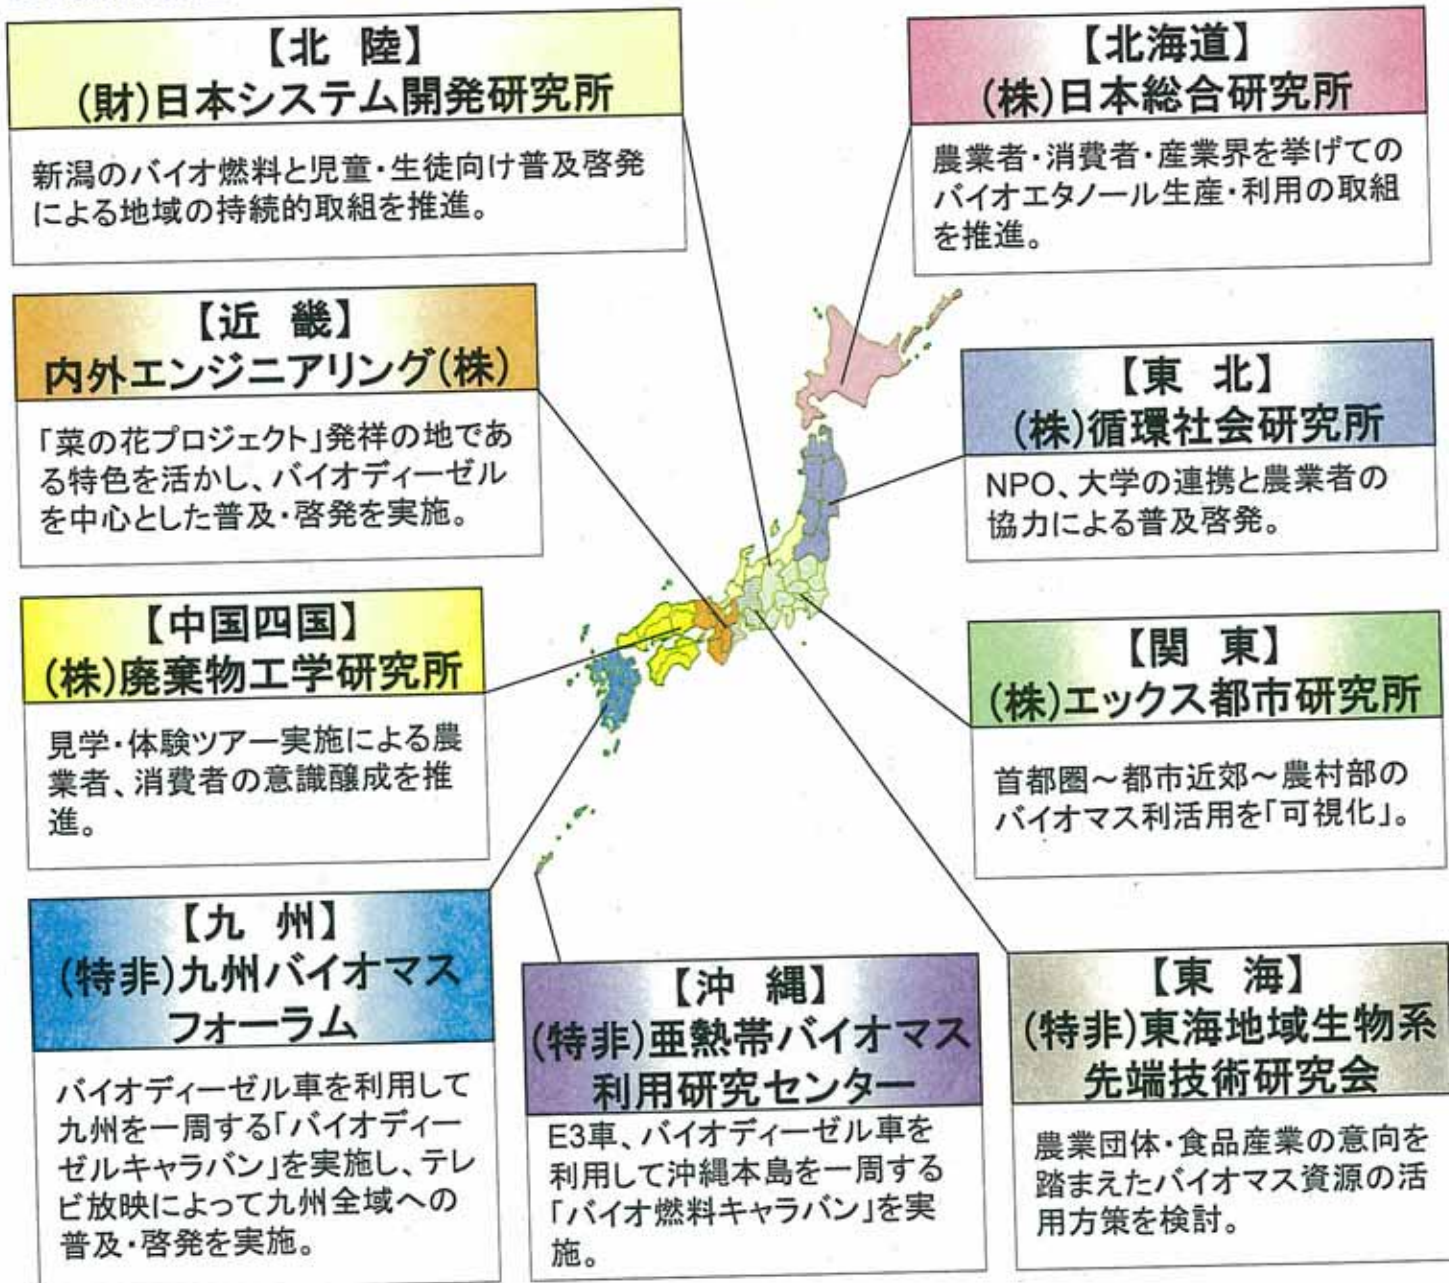 【北 陸】
(財)日本システム開発研究所
新潟のバイオ燃料と児童・生徒向け普及啓発
による地域の持続的取組を推進。
【北海道】
(株)日本総合研究所
農業者・消費者・産業界を挙げての
バイオエタノール生産・利用の取組
を推進。
【近 畿】
内外エンジニアリング(株)
「菜の花プロジェクト」発祥の地であ
る特色を活かし、バイオディーゼル
を中心とした普及・啓発を実施。
【東 北】
(株)循環社会研究所
NPO、大学の連携と農業者の
協力による普及啓発。
【中国四国】
(株)廃棄物工学研究所
見学・体験ツアー実施による農
業者、消費者の意識醸成を推
進。
【関 東】
(株)エックス都市研究所
首都圏～都市近郊～農村部の
バイオマス利活用を「可視化」。
【九 州】
(特非)九州バイオマス
フォーラム
バイオディーゼル車を利用して
九州を一周する「バイオディー
ゼルキャラバン」を実施し、テレ
ビ放映によって九州全域への
普及・啓発を実施。
【沖 縄】
(特非)亜熱帯バイオマス
利用研究センター
E3車、バイオディーゼル車を
利用して沖縄本島を一周する
「バイオ燃料キャラバン」を実
施。
【東 海】
(特非)東海地域生物系
先端技術研究会
農業団体・食品産業の意向を
踏まえたバイオマス資源の活
用方策を検討。